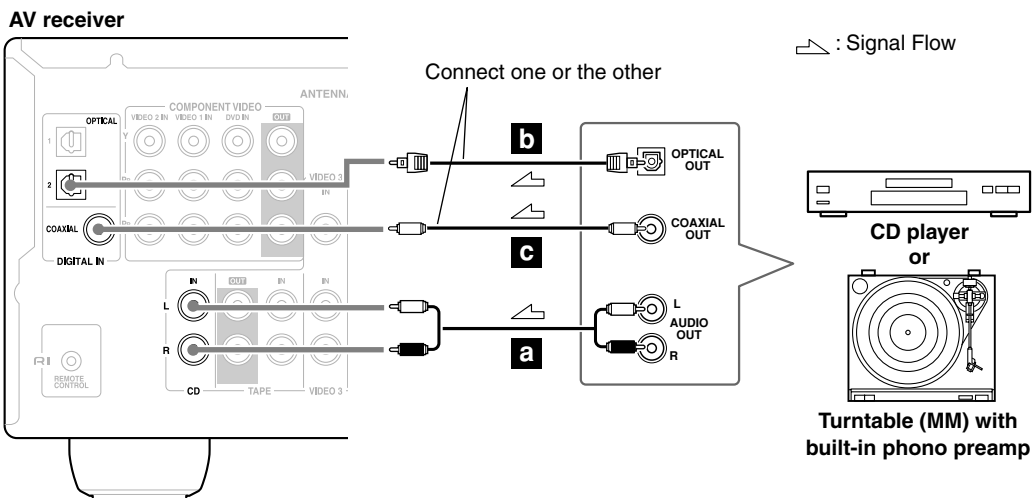 AV receiver
: Signal Flow
Connect one or the other
ANTENNA
COMPONENT VIDEO
OPTICAL
VIDEO 2 IN VIDEO 1 IN DVD IN OUT
1
Y
b
OPTICAL
OUT
2
PB
VIDEO 3
IN
COAXIAL
PR
COAXIAL
OUT
c
CD player
or
DIGITAL IN
IN OUT IN IN
L
L
AUDIO
OUT
a
R
R
RI
REMOTE
CONTROL
CD TAPE VIDEO 3
Turntable (MM) with
built-in phono preamp